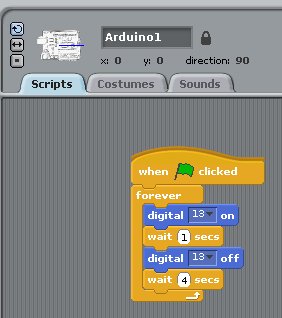 Arduino1
x: 0 y: 0 direction: 90
Scripts Costumes Sounds
when clicked
forever
digital 13 on
wait 1 secs
digital 13 off
wait 4 secs